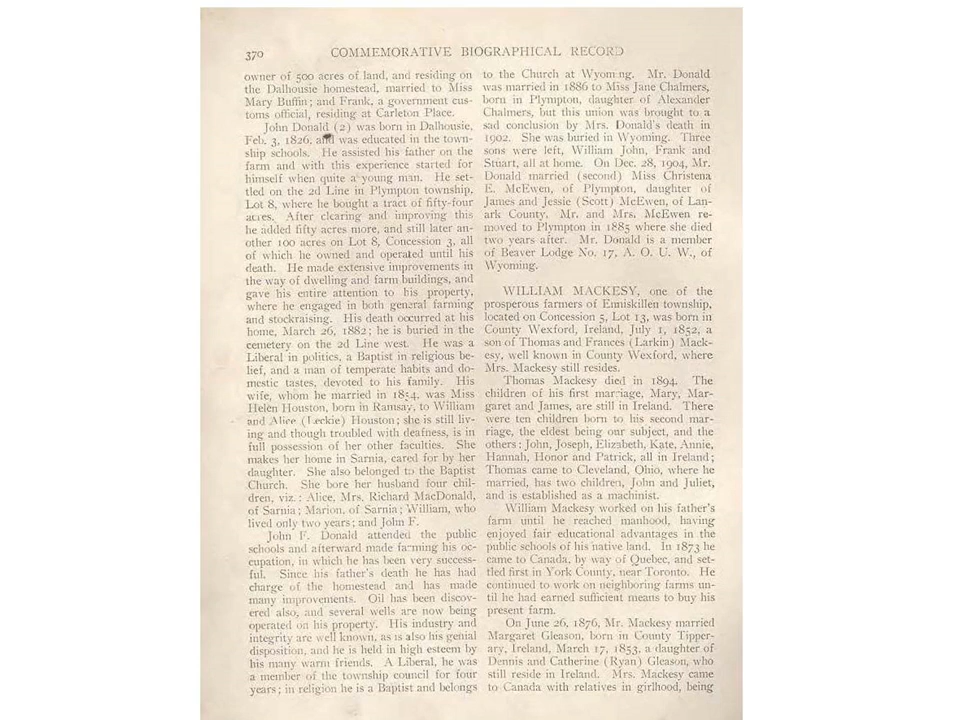 370 COMMEMORATIVE BIOGRAPHICAL RECORD
owner of 500 acres of land, and residing on
the Dalhousie homestead, married to Miss
Mary Buffin; and Frank, a government cus-
toms official, residing at Carleton Place.
John Donald (2) was born in Dalhousie,
Feb. 3, 1826, and was educated in the town-
ship schools. He assisted his father on the
farm and with this experience started for
himself when quite a young man. He set-
tled on the 2d Line in Plympton township,
Lot 8, where he bought a tract of fifty-four
acres. After clearing and improving this
he added fifty acres more, and still later an-
other 100 acres on Lot 8, Concession 3, all
of which he owned and operated until his
death. He made extensive improvements in
the way of dwelling and farm buildings, and
gave his entire attention to his property,
where he engaged in both general farming
and stockraising. His death occurred at his
home, March 26, 1882; he is buried in the
cemetery on the 2d Line west. He was a
Liberal in politics, a Baptist in religious be-
lief, and a man of temperate habits and do-
mestic tastes, devoted to his family. His
wife, whom he married in 1854, was Miss
Helen Houston, born in Ramsay, to William
and Alice (Leckie) Houston; she is still liv-
ing and though troubled with deafness, is in
full possession of her other faculties. She
makes her home in Sarnia, cared for by her
daughter. She also belonged to the Baptist
Church. She bore her husband four chil-
dren, viz.: Alice, Mrs. Richard MacDonald,
of Sarnia; Marion, of Sarnia; William, who
lived only two years; and John F.
John F. Donald attended the public
schools and afterward made farming his oc-
cupation, in which he has been very success-
ful. Since his father's death he has had
charge of the homestead and has made
many improvements. Oil has been discov-
ered also, and several wells are now being
operated on his property. His industry and
integrity are well known, as is also his genial
disposition, and he is held in high esteem by
his many warm friends. A Liberal, he was
a member of the township council for four
years; in religion he is a Baptist and belongs
to the Church at Wyoming. Mr. Donald
was married in 1886 to Miss Jane Chalmers,
born in Plympton, daughter of Alexander
Chalmers, but this union was brought to a
sad conclusion by Mrs. Donald's death in
1902. She was buried in Wyoming. Three
sons were left, William John, Frank and
Stuart, all at home. On Dec. 28, 1904, Mr.
Donald married (second) Miss Christena
E. McEwen, of Plympton, daughter of
James and Jessie (Scott) McEwen, of Lan-
ark County. Mr. and Mrs. McEwen re-
moved to Plympton in 1885 where she died
two years after. Mr. Donald is a member
of Beaver Lodge No. 17, A. O. U. W., of
Wyoming.
WILLIAM MACKESY, one of the
prosperous farmers of Enniskillen township,
located on Concession 5, Lot 13, was born in
County Wexford, Ireland, July 1, 1852, a
son of Thomas and Frances (Larkin) Mack-
esy, well known in County Wexford, where
Mrs. Mackesy still resides.
Thomas Mackesy died in 1894. The
children of his first marriage, Mary, Mar-
garet and James, are still in Ireland. There
were ten children born to his second mar-
riage, the eldest being our subject, and the
others: John, Joseph, Elizabeth, Kate, Annie,
Hannah, Honor and Patrick, all in Ireland;
Thomas came to Cleveland, Ohio, where he
married, has two children, John and Juliet,
and is established as a machinist.
William Mackesy worked on his father's
farm until he reached manhood, having
enjoyed fair educational advantages in the
public schools of his native land. In 1873 he
came to Canada, by way of Quebec, and set-
tled first in York County, near Toronto. He
continued to work on neighboring farms un-
til he had earned sufficient means to buy his
present farm.
On June 26, 1876, Mr. Mackesy married
Margaret Gleason, born in County Tipper-
ary, Ireland, March 17, 1853, a daughter of
Dennis and Catherine (Ryan) Gleason, who
still reside in Ireland. Mrs. Mackesy came
to Canada with relatives in girlhood, being